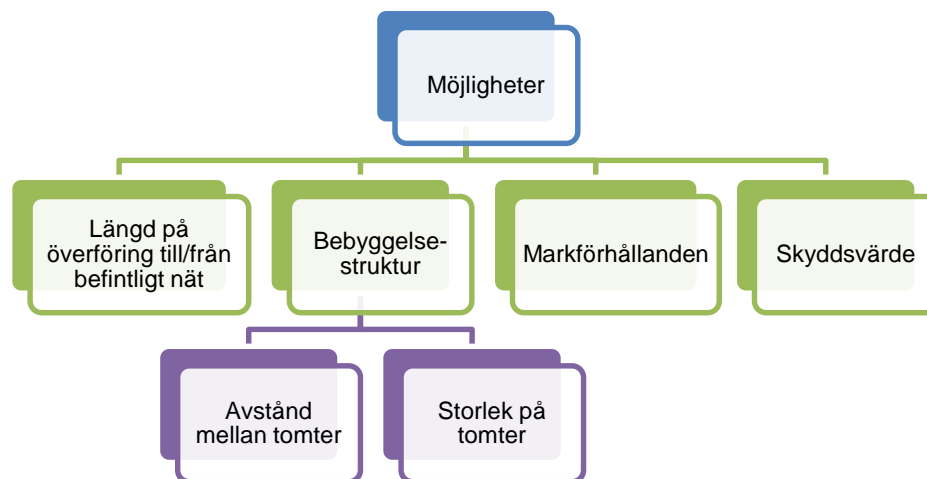 Möjligheter
Längd på
överföring till/från
befintligt nät
Bebyggelse-
struktur
Markförhållanden
Skyddsvärde
Avstånd
mellan tomter
Storlek på
tomter